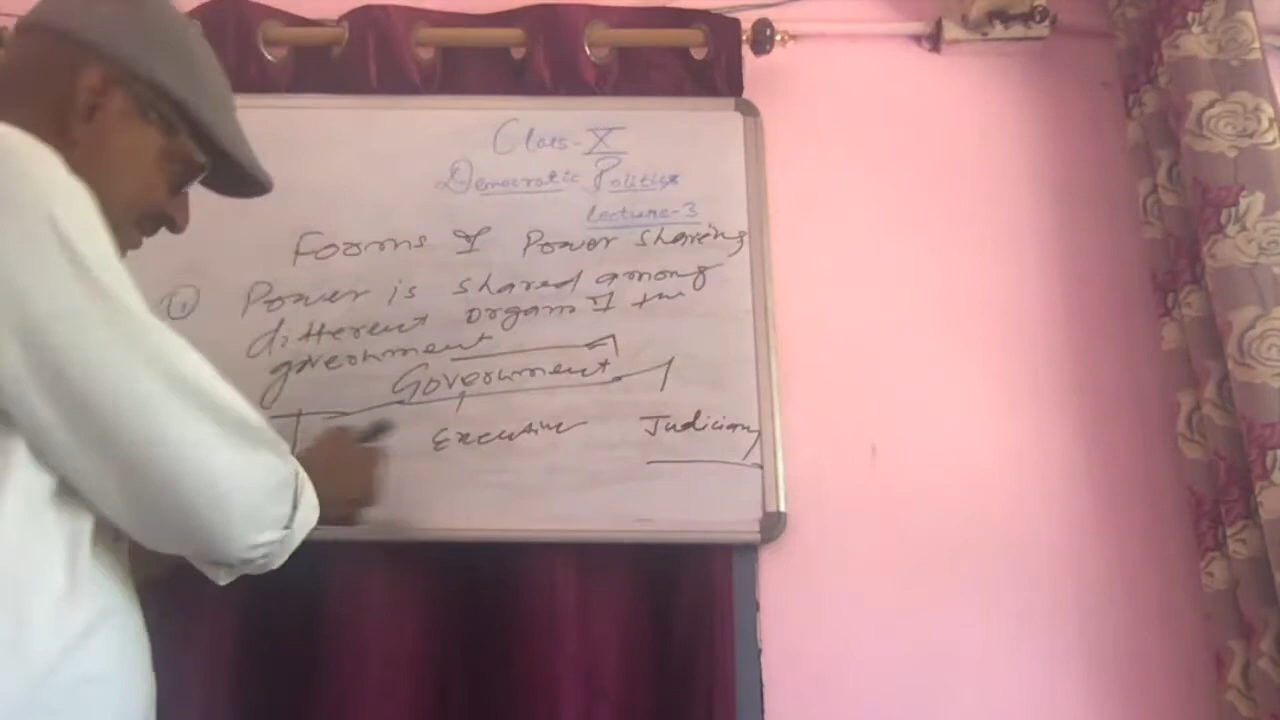 Class-X
Democratic Politics
Lecture-3
Forms of Power sharing
① Power is shared among
different organs of the
government
Government
Executive Judiciary